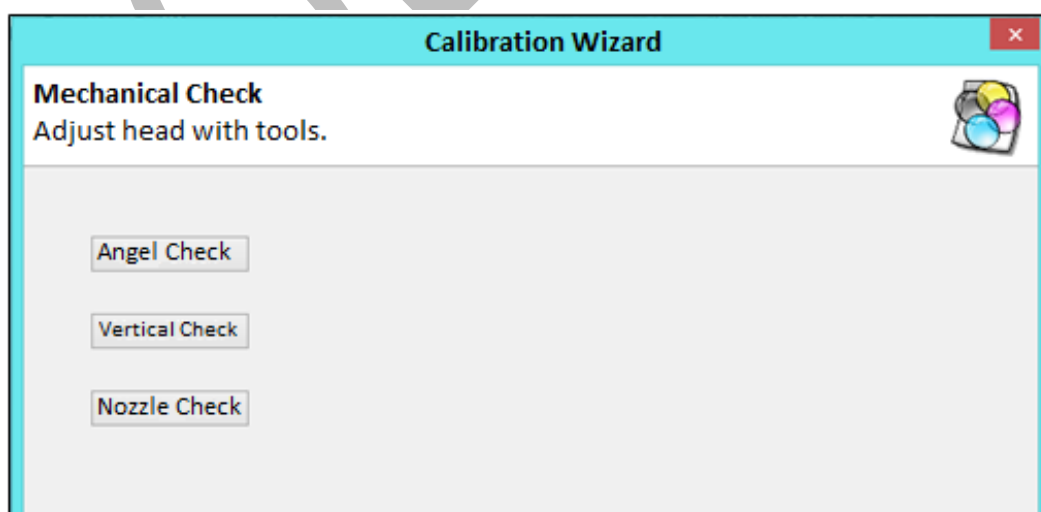 Calibration Wizard
Mechanical Check
Adjust head with tools.
Angel Check
Vertical Check
Nozzle Check